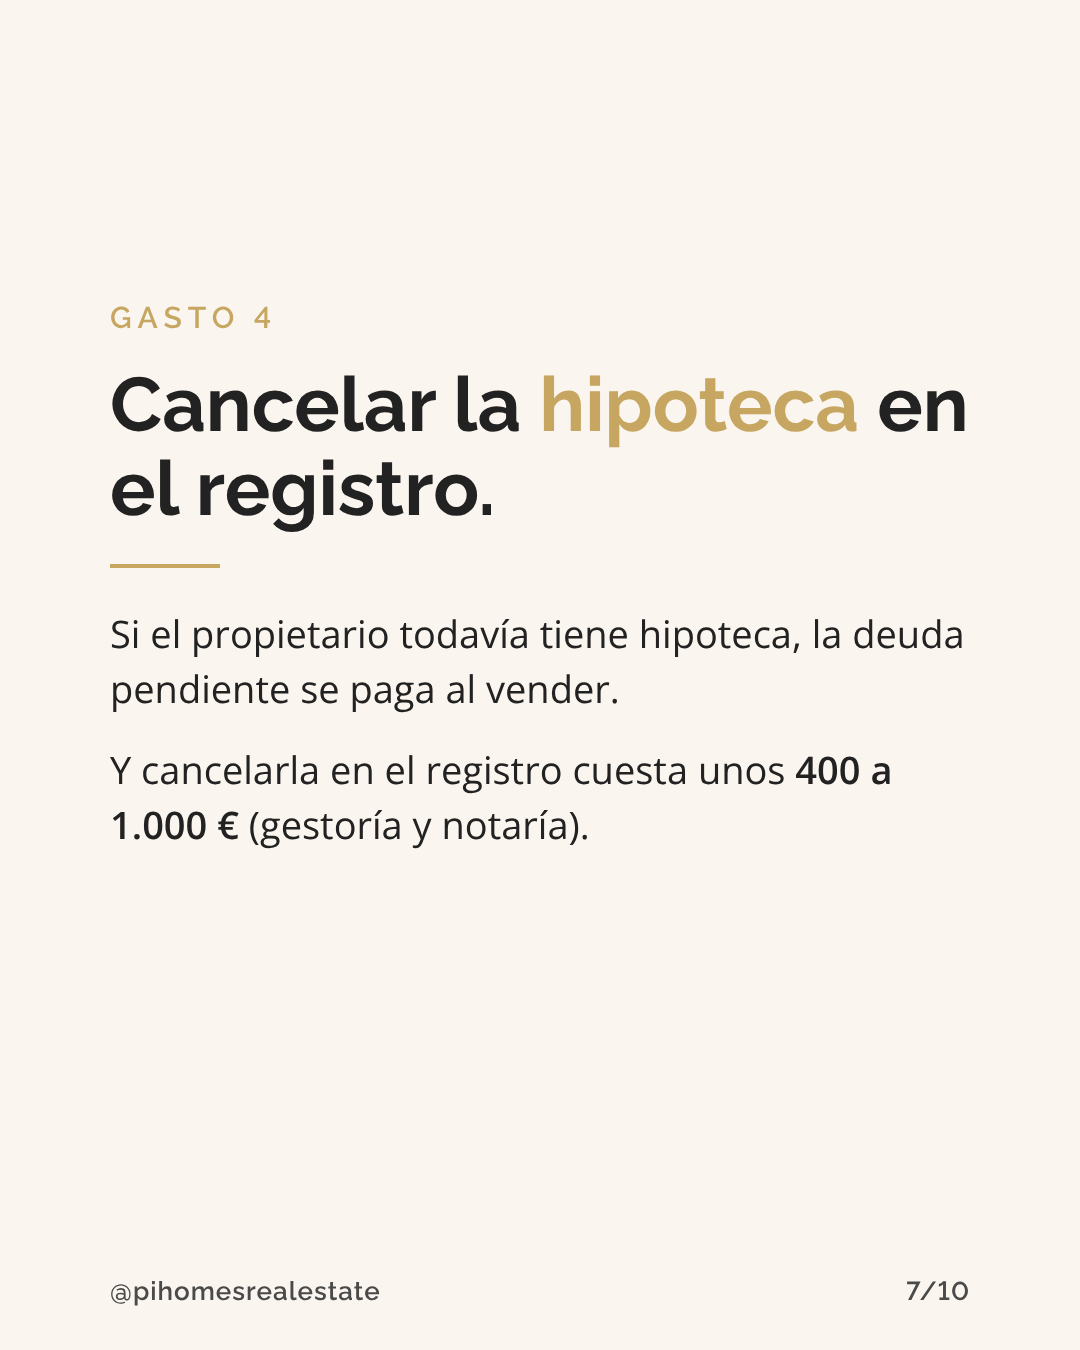 GASTO 4
Cancelar la hipoteca en
el registro.
Si el propietario todavía tiene hipoteca, la deuda
pendiente se paga al vender.
Y cancelarla en el registro cuesta unos 400 a
1.000 € (gestoría y notaría).
@pihomesrealestate
7/10